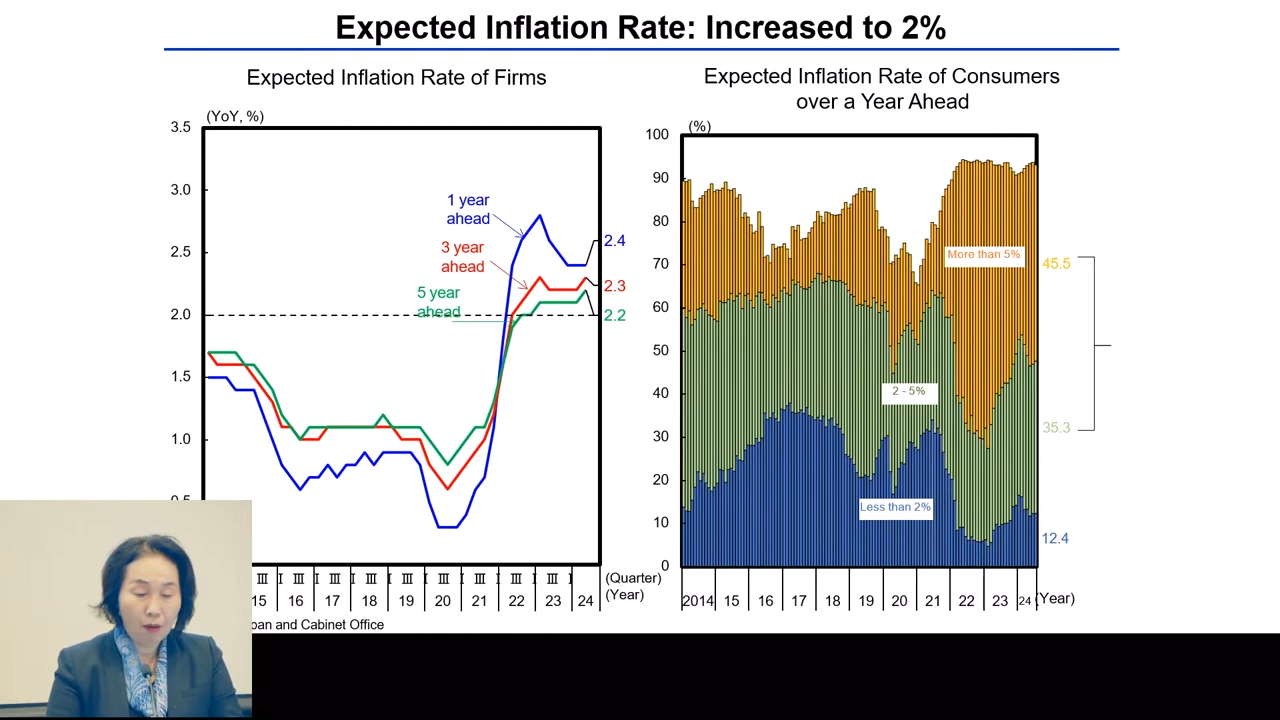 Expected Inflation Rate: Increased to 2%
Expected Inflation Rate of Firms
(YoY, %)
3.5
3.0
2.5
2.0
1.5
1.0
1 year
ahead
3 year
ahead
5 year
ahead
2.4
2.3
2.2
III I III I III I III I III I III I III I III I III I
(Quarter)
15 16 17 18 19 20 21 22 23 24
(Year)
and Cabinet Office
Expected Inflation Rate of Consumers
over a Year Ahead
(%)
100
90
80
70
60
50
40
30
20
10
0
More than 5%
2 - 5%
Less than 2%
45.5
35.3
12.4
2014 15 16 17 18 19 20 21 22 23 24 (Year)